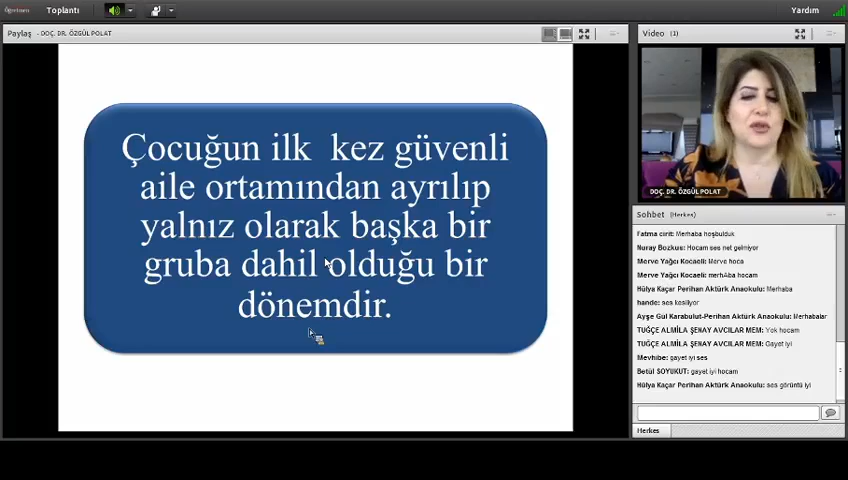 Öğretmen
Toplantı
Yardım
Paylaş - DOÇ. DR. ÖZGÜL POLAT
Çocuğun ilk kez güvenli
aile ortamından ayrılıp
yalnız olarak başka bir
gruba dahil olduğu bir
dönemdir.
Video (1)
DOÇ. DR. ÖZGÜL POLAT
Sohbet (Herkes)
Fatma cirit: Merhaba hoşbulduk
Nuray Bozkus: Hocam ses net gelmiyor
Merve Yağcı Kocaeli: Merve hoca
Merve Yağcı Kocaeli: merhAba hocam
Hülya Kaçar Perihan Aktürk Anaokulu: Merhaba
hande: ses kesiliyor
Ayşe Gül Karabulut-Perihan Aktürk Anaokulu: Merhabalar
TUĞÇE ALMİLA ŞENAY AVCILAR MEM: Yok hocam
TUĞÇE ALMİLA ŞENAY AVCILAR MEM: Gayet iyi
Mevhibe: gayet iyi ses
Betül SOYUKUT: gayet iyi hocam
Hülya Kaçar Perihan Aktürk Anaokulu: ses görüntü iyi
Herkes